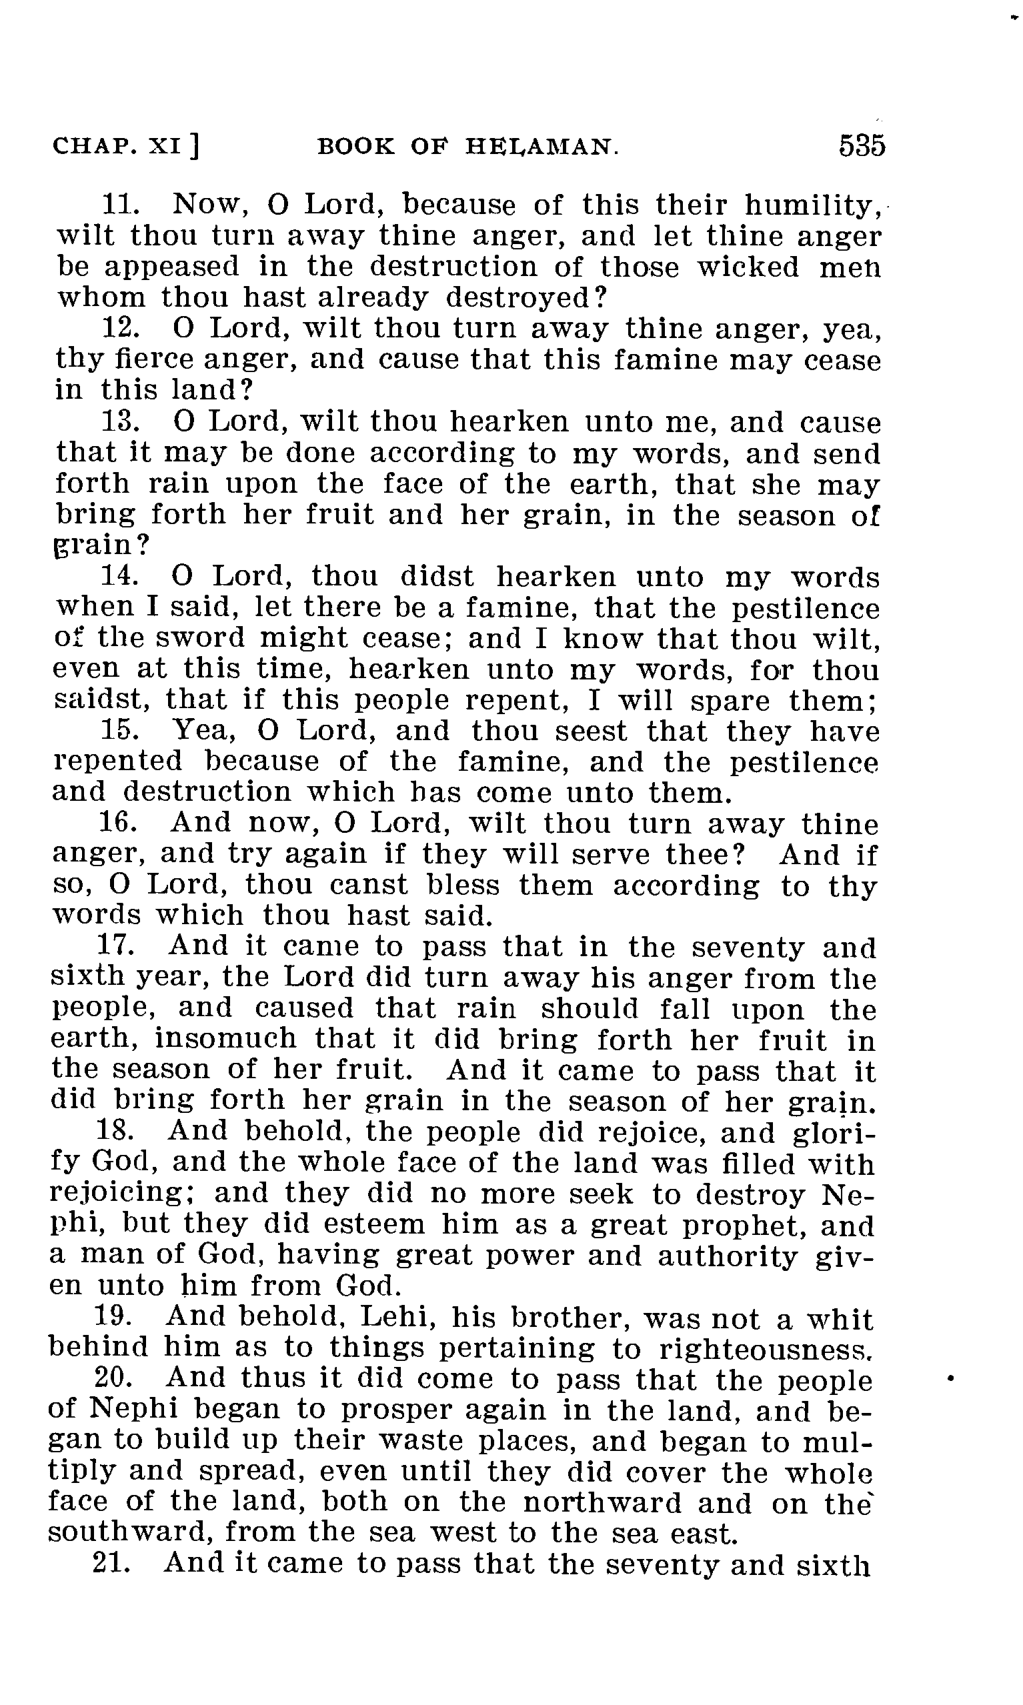 CHAP. XI ] BOOK OF HELAMAN. 535
11. Now, O Lord, because of this their humility,
wilt thou turn away thine anger, and let thine anger
be appeased in the destruction of those wicked men
whom thou hast already destroyed?
12. O Lord, wilt thou turn away thine anger, yea,
thy fierce anger, and cause that this famine may cease
in this land?
13. O Lord, wilt thou hearken unto me, and cause
that it may be done according to my words, and send
forth rain upon the face of the earth, that she may
bring forth her fruit and her grain, in the season of
grain?
14. O Lord, thou didst hearken unto my words
when I said, let there be a famine, that the pestilence
of the sword might cease; and I know that thou wilt,
even at this time, hearken unto my words, for thou
saidst, that if this people repent, I will spare them;
15. Yea, O Lord, and thou seest that they have
repented because of the famine, and the pestilence
and destruction which has come unto them.
16. And now, O Lord, wilt thou turn away thine
anger, and try again if they will serve thee? And if
so, O Lord, thou canst bless them according to thy
words which thou hast said.
17. And it came to pass that in the seventy and
sixth year, the Lord did turn away his anger from the
people, and caused that rain should fall upon the
earth, insomuch that it did bring forth her fruit in
the season of her fruit. And it came to pass that it
did bring forth her grain in the season of her grain.
18. And behold, the people did rejoice, and glori-
fy God, and the whole face of the land was filled with
rejoicing; and they did no more seek to destroy Ne-
phi, but they did esteem him as a great prophet, and
a man of God, having great power and authority giv-
en unto him from God.
19. And behold, Lehi, his brother, was not a whit
behind him as to things pertaining to righteousness.
20. And thus it did come to pass that the people
of Nephi began to prosper again in the land, and be-
gan to build up their waste places, and began to mul-
tiply and spread, even until they did cover the whole
face of the land, both on the northward and on the
southward, from the sea west to the sea east.
21. And it came to pass that the seventy and sixth